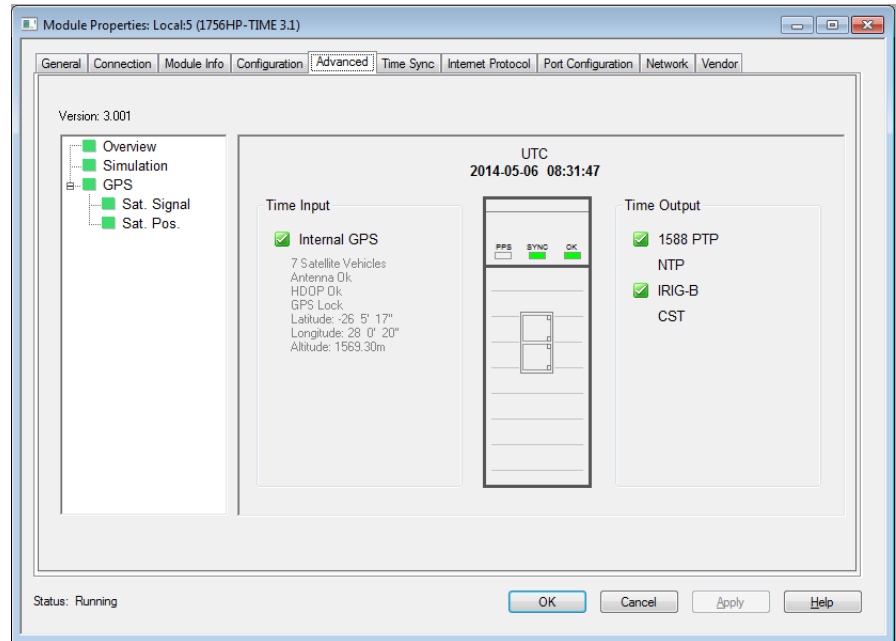 Module Properties: Local:5 (1756HP-TIME 3.1)
General Connection Module Info Configuration Advanced Time Sync Internet Protocol Port Configuration Network Vendor
Version: 3.001
Overview
Simulation
GPS
Sat. Signal
Sat. Pos.
UTC
2014-05-06 08:31:47
Time Input
Internal GPS
7 Satellite Vehicles
Antenna Ok
HDOP Ok
GPS Lock
Latitude: -26 5' 17"
Longitude: 28 0' 20"
Altitude: 1569.30m
PPS SYNC OK
Time Output
1588 PTP
NTP
IRIG-B
CST
Status: Running
OK Cancel Apply Help